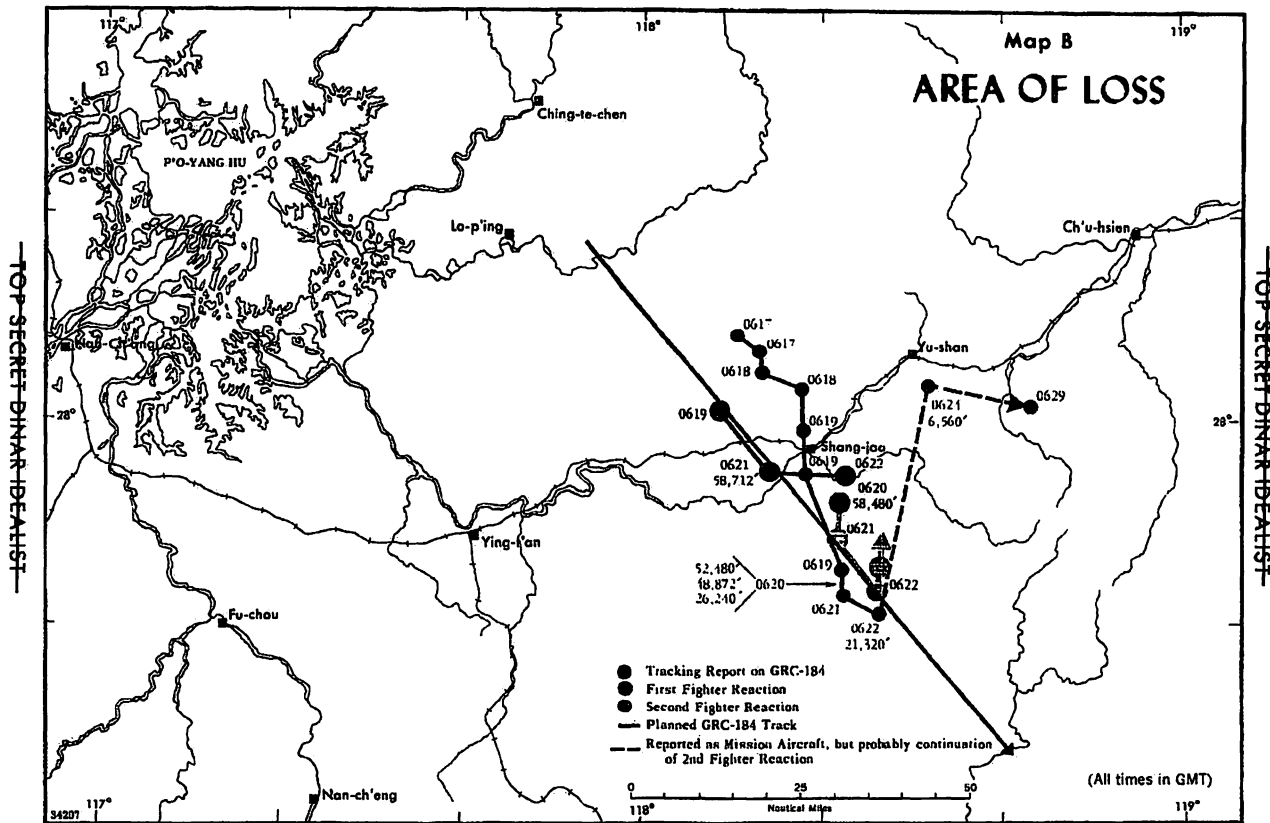 117°
118°
119°
Map B
AREA OF LOSS
Ching-te-chen
P'O-YANG HU
Lo-p'ing
Ch'u-hsien
TOP SECRET DINAR IDEALIST
TOP SECRET DINAR IDEALIST
0617
0617
0618
0618
Yu-shan
0619
0619
0624
6,560'
0629
28°
28°
Shang-jao
0621
58,712'
0619
0622
0620
58,480'
0621
Ying-t'an
52,480'
48,872'
26,240'
0620
0619
0622
0621
0622
21,320'
Fu-chou
Tracking Report on GRC-184
First Fighter Reaction
Second Fighter Reaction
Planned GRC-184 Track
Reported as Mission Aircraft, but probably continuation
of 2nd Fighter Reaction
Nan-ch'eng
0 25 50
Nautical Miles
(All times in GMT)
34207
117°
118°
119°